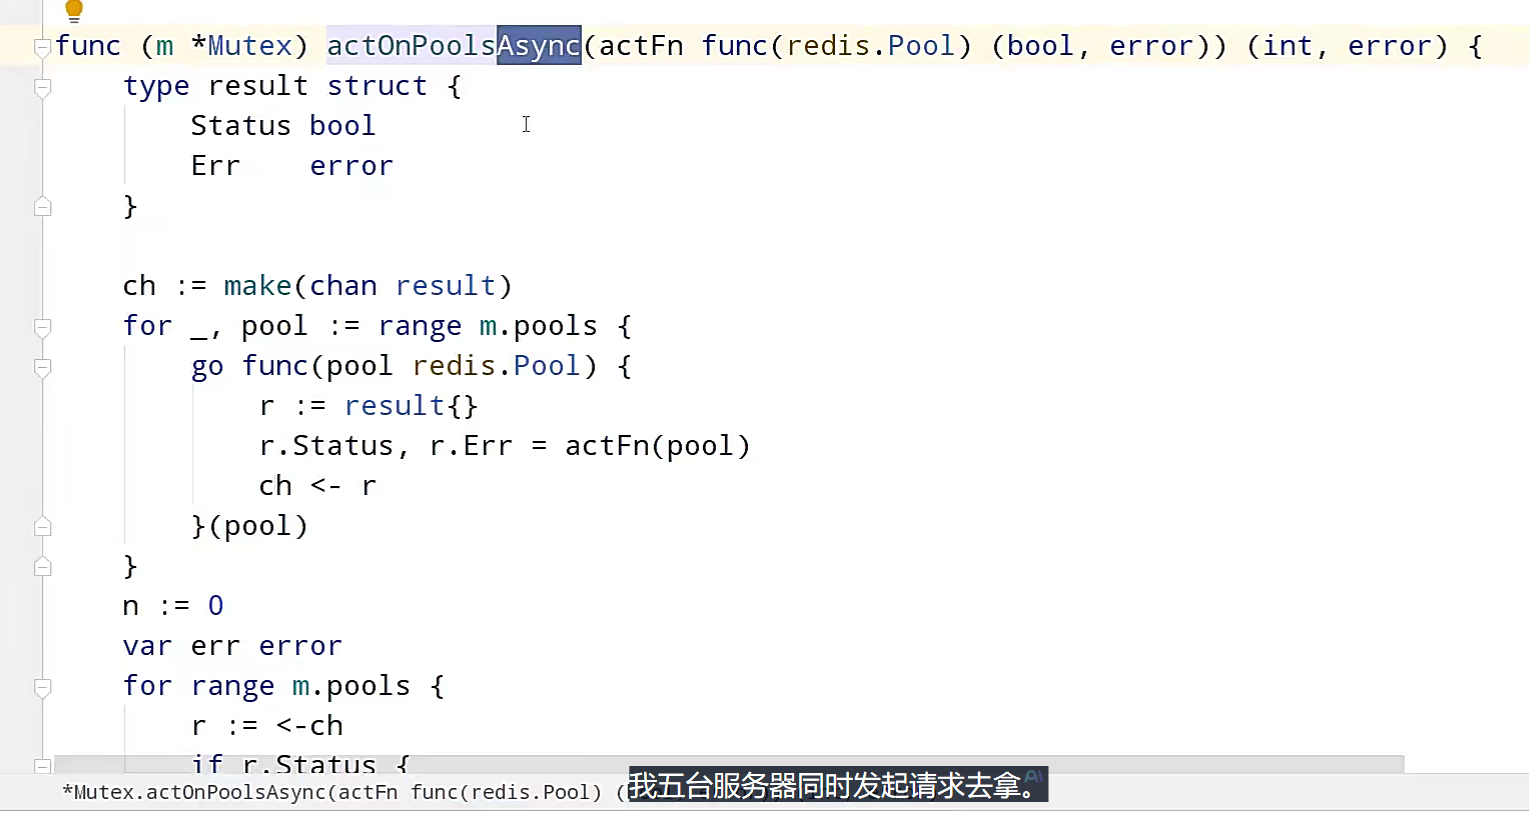 func (m *Mutex) actOnPoolsAsync(actFn func(redis.Pool) (bool, error)) (int, error) {
    type result struct {
        Status bool
        Err    error
    }
    ch := make(chan result)
    for _, pool := range m.pools {
        go func(pool redis.Pool) {
            r := result{}
            r.Status, r.Err = actFn(pool)
            ch <- r
        }(pool)
    }
    n := 0
    var err error
    for range m.pools {
        r := <-ch
        if r.Status {
*Mutex.actOnPoolsAsync(actFn func(redis.Pool) (
我五台服务器同时发起请求去拿。